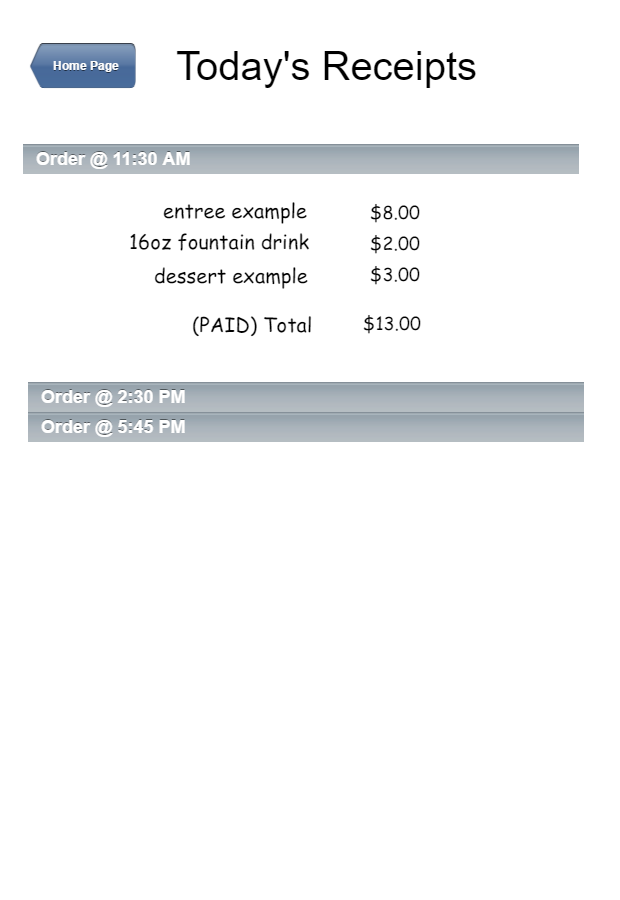 Home Page
Today's Receipts
Order @ 11:30 AM
entree example $8.00
16oz fountain drink $2.00
dessert example $3.00
(PAID) Total $13.00
Order @ 2:30 PM
Order @ 5:45 PM